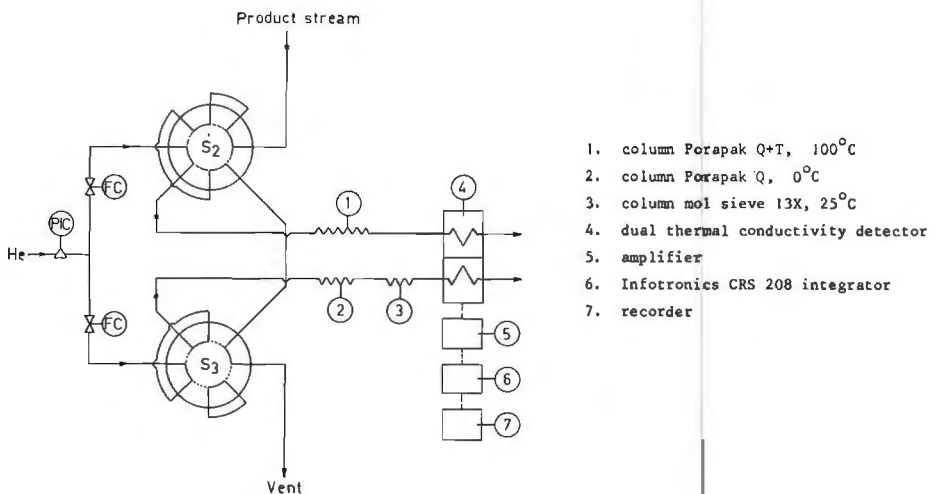 Product stream
S2
FC
PIC
He
FC
S3
Vent
1
2
3
4
5
6
7
1. column Porapak Q+T, 100°C
2. column Porapak Q, 0°C
3. column mol sieve 13X, 25°C
4. dual thermal conductivity detector
5. amplifier
6. Infotronics CRS 208 integrator
7. recorder